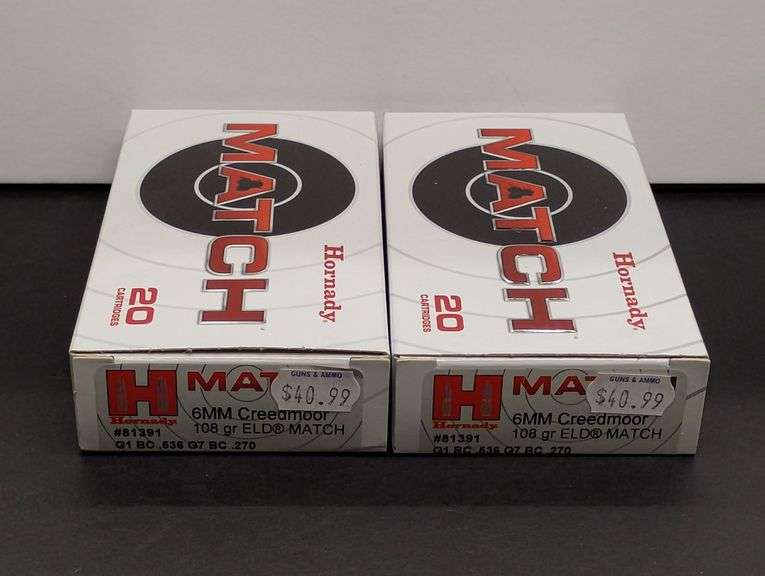 MATCH
Hornady
20
CARTRIDGES
MATCH
Hornady
20
CARTRIDGES
H MAT
Hornady
GUNS & AMMO
$40.99
6MM Creedmoor
108 gr ELD® MATCH
#81391
G1 BC .536 G7 BC .270
H MAT
Hornady
GUNS & AMMO
$40.99
6MM Creedmoor
108 gr ELD® MATCH
#81391
G1 BC .536 G7 BC .270